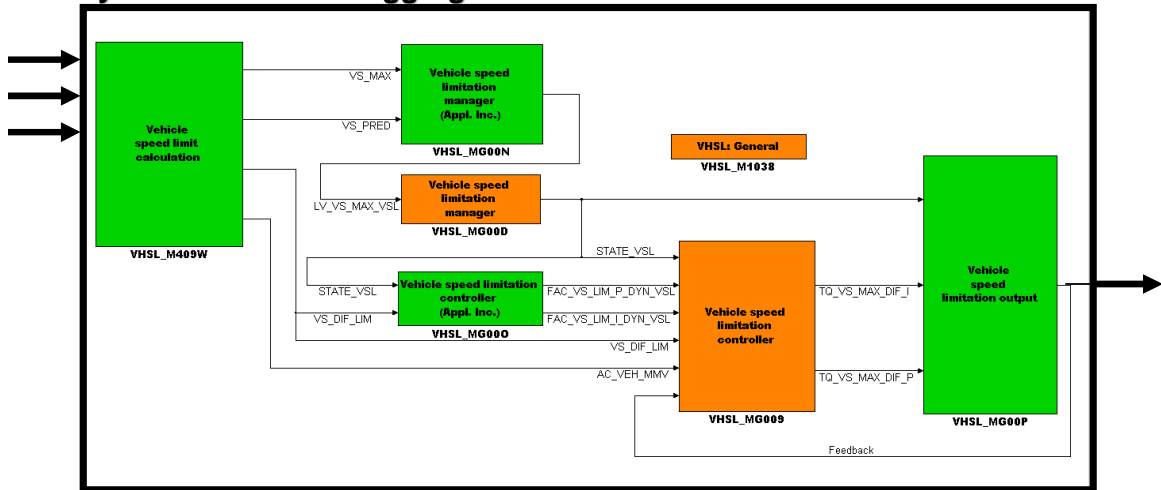 Vehicle
speed limit
calculation
VHSL_M409W
VS_MAX
VS_PRED
Vehicle speed
limitation
manager
(Appl. Inc.)
VHSL_MG00N
VHSL: General
VHSL_M1038
LV_VS_MAX_VSL
Vehicle speed
limitation
manager
VHSL_MG00D
STATE_VSL
STATE_VSL
VS_DIF_LIM
Vehicle speed limitation
controller
(Appl. Inc.)
VHSL_MG00O
FAC_VS_LIM_P_DYN_VSL
FAC_VS_LIM_I_DYN_VSL
VS_DIF_LIM
AC_VEH_MMV
Vehicle speed
limitation
controller
VHSL_MG009
TQ_VS_MAX_DIF_I
TQ_VS_MAX_DIF_P
Vehicle
speed
limitation output
VHSL_MG00P
Feedback